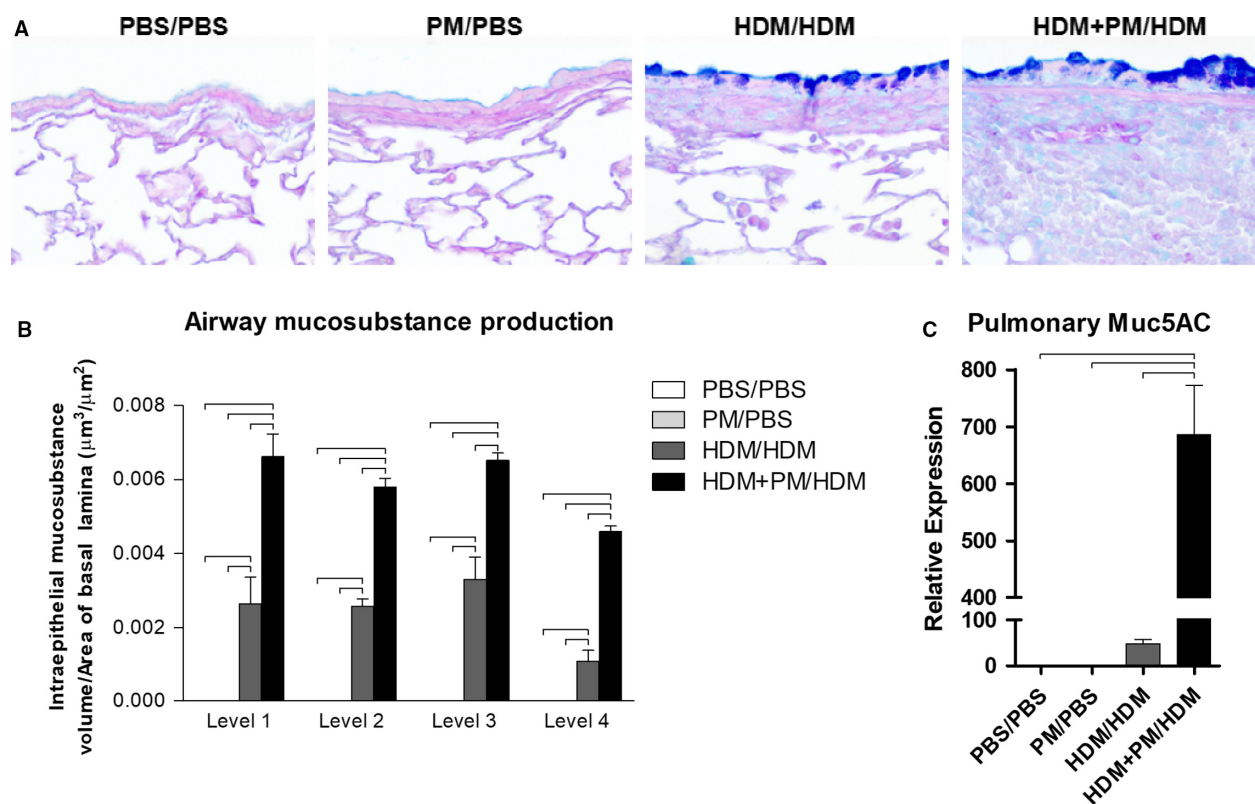 A
PBS/PBS
PM/PBS
HDM/HDM
HDM+PM/HDM
B
Airway mucosubstance production
Intraepithelial mucosubstance
volume/Area of basal lamina (μm³/μm²)
0.008
0.006
0.004
0.002
0.000
Level 1
Level 2
Level 3
Level 4
PBS/PBS
PM/PBS
HDM/HDM
HDM+PM/HDM
C
Pulmonary Muc5AC
Relative Expression
800
700
600
500
400
100
0
PBS/PBS
PM/PBS
HDM/HDM
HDM+PM/HDM